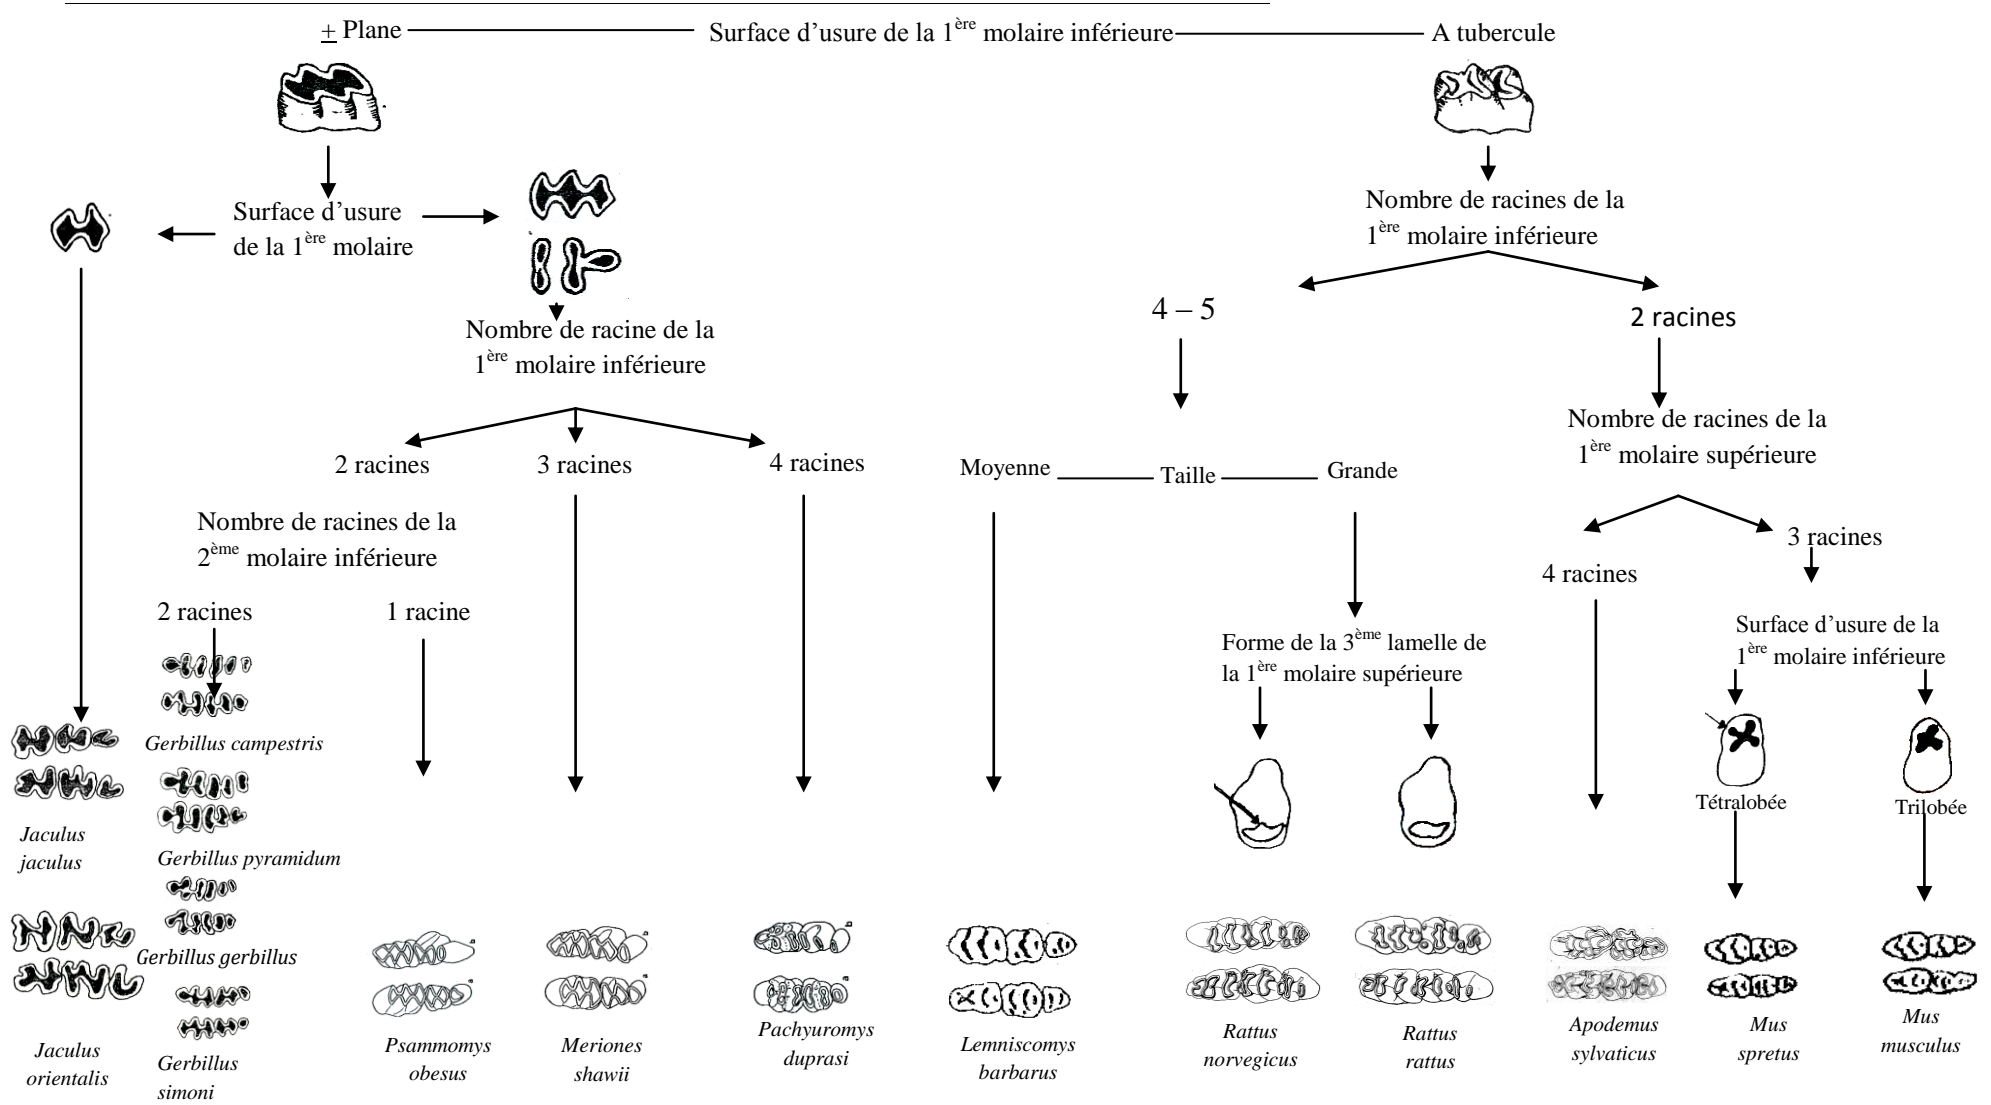 + Plane
Surface d’usure de la 1ère molaire inférieure
A tubercule
Surface d’usure
de la 1ère molaire
Nombre de racine de la
1ère molaire inférieure
2 racines
3 racines
4 racines
Nombre de racines de la
2ème molaire inférieure
2 racines
1 racine
Nombre de racines de la
1ère molaire inférieure
4 – 5
2 racines
Moyenne
Taille
Grande
Nombre de racines de la
1ère molaire supérieure
4 racines
3 racines
Forme de la 3ème lamelle de
la 1ère molaire supérieure
Surface d’usure de la
1ère molaire inférieure
Tétralobée
Trilobée
Jaculus
jaculus
Jaculus
orientalis
Gerbillus campestris
Gerbillus pyramidum
Gerbillus gerbillus
Gerbillus
simoni
Psammomys
obesus
Meriones
shawii
Pachyuromys
duprasi
Lemniscomys
barbarus
Rattus
norvegicus
Rattus
rattus
Apodemus
sylvaticus
Mus
spretus
Mus
musculus